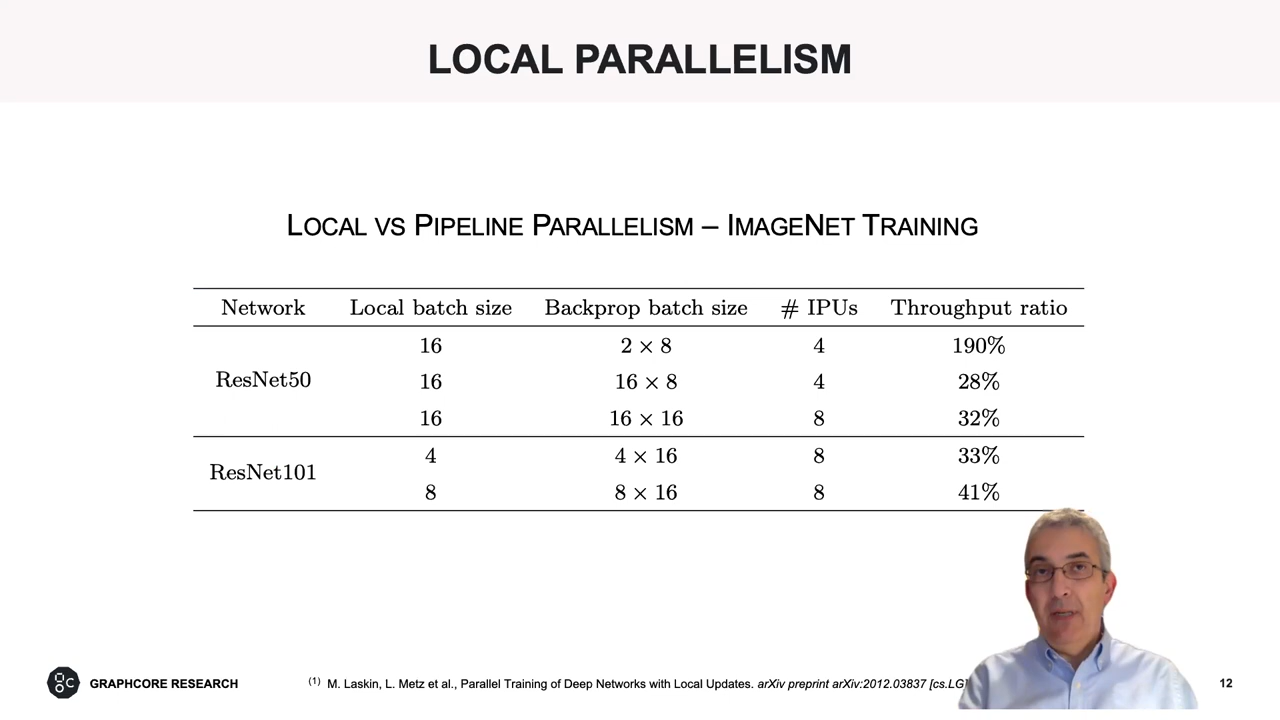 LOCAL PARALLELISM
LOCAL VS PIPELINE PARALLELISM – IMAGENET TRAINING
Network Local batch size Backprop batch size # IPUs Throughput ratio
ResNet50
16 2 × 8 4 190%
16 16 × 8 4 28%
16 16 × 16 8 32%
ResNet101
4 4 × 16 8 33%
8 8 × 16 8 41%
GRAPHCORE RESEARCH
(1) M. Laskin, L. Metz et al., Parallel Training of Deep Networks with Local Updates. arXiv preprint arXiv:2012.03837 [cs.LG]
12